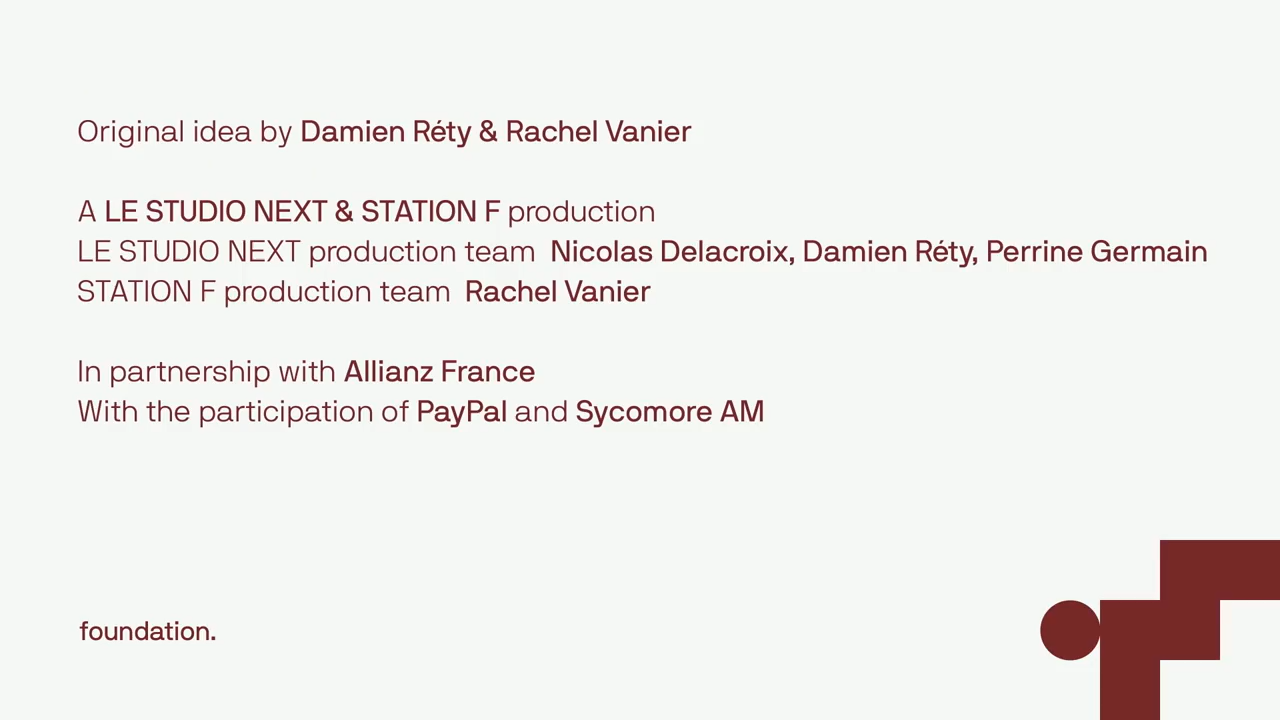 Original idea by Damien Réty & Rachel Vanier
A LE STUDIO NEXT & STATION F production
LE STUDIO NEXT production team Nicolas Delacroix, Damien Réty, Perrine Germain
STATION F production team Rachel Vanier
In partnership with Allianz France
With the participation of PayPal and Sycomore AM
foundation.